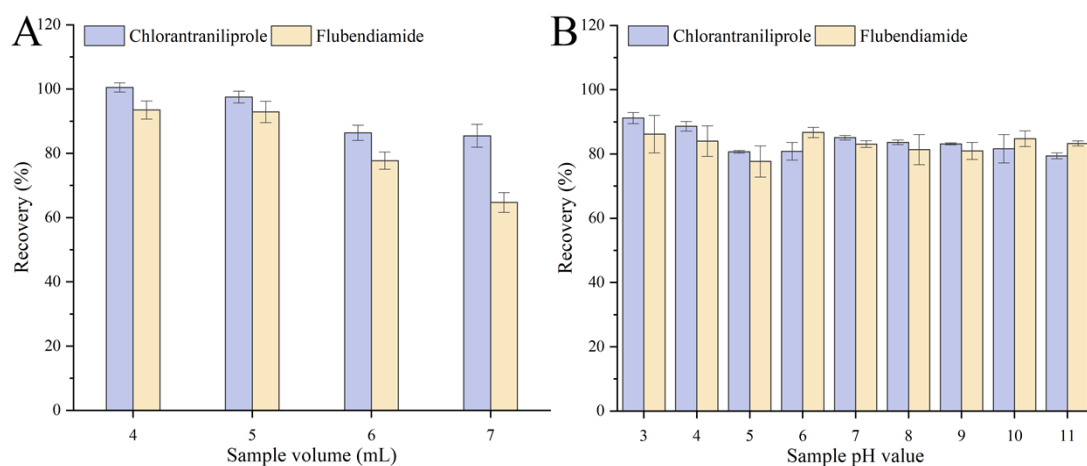 A
Chlorantraniliprole Flubendiamide
120
100
80
60
40
20
0
Recovery (%)
4 5 6 7
Sample volume (mL)
B
Chlorantraniliprole Flubendiamide
120
100
80
60
40
20
0
Recovery (%)
3 4 5 6 7 8 9 10 11
Sample pH value